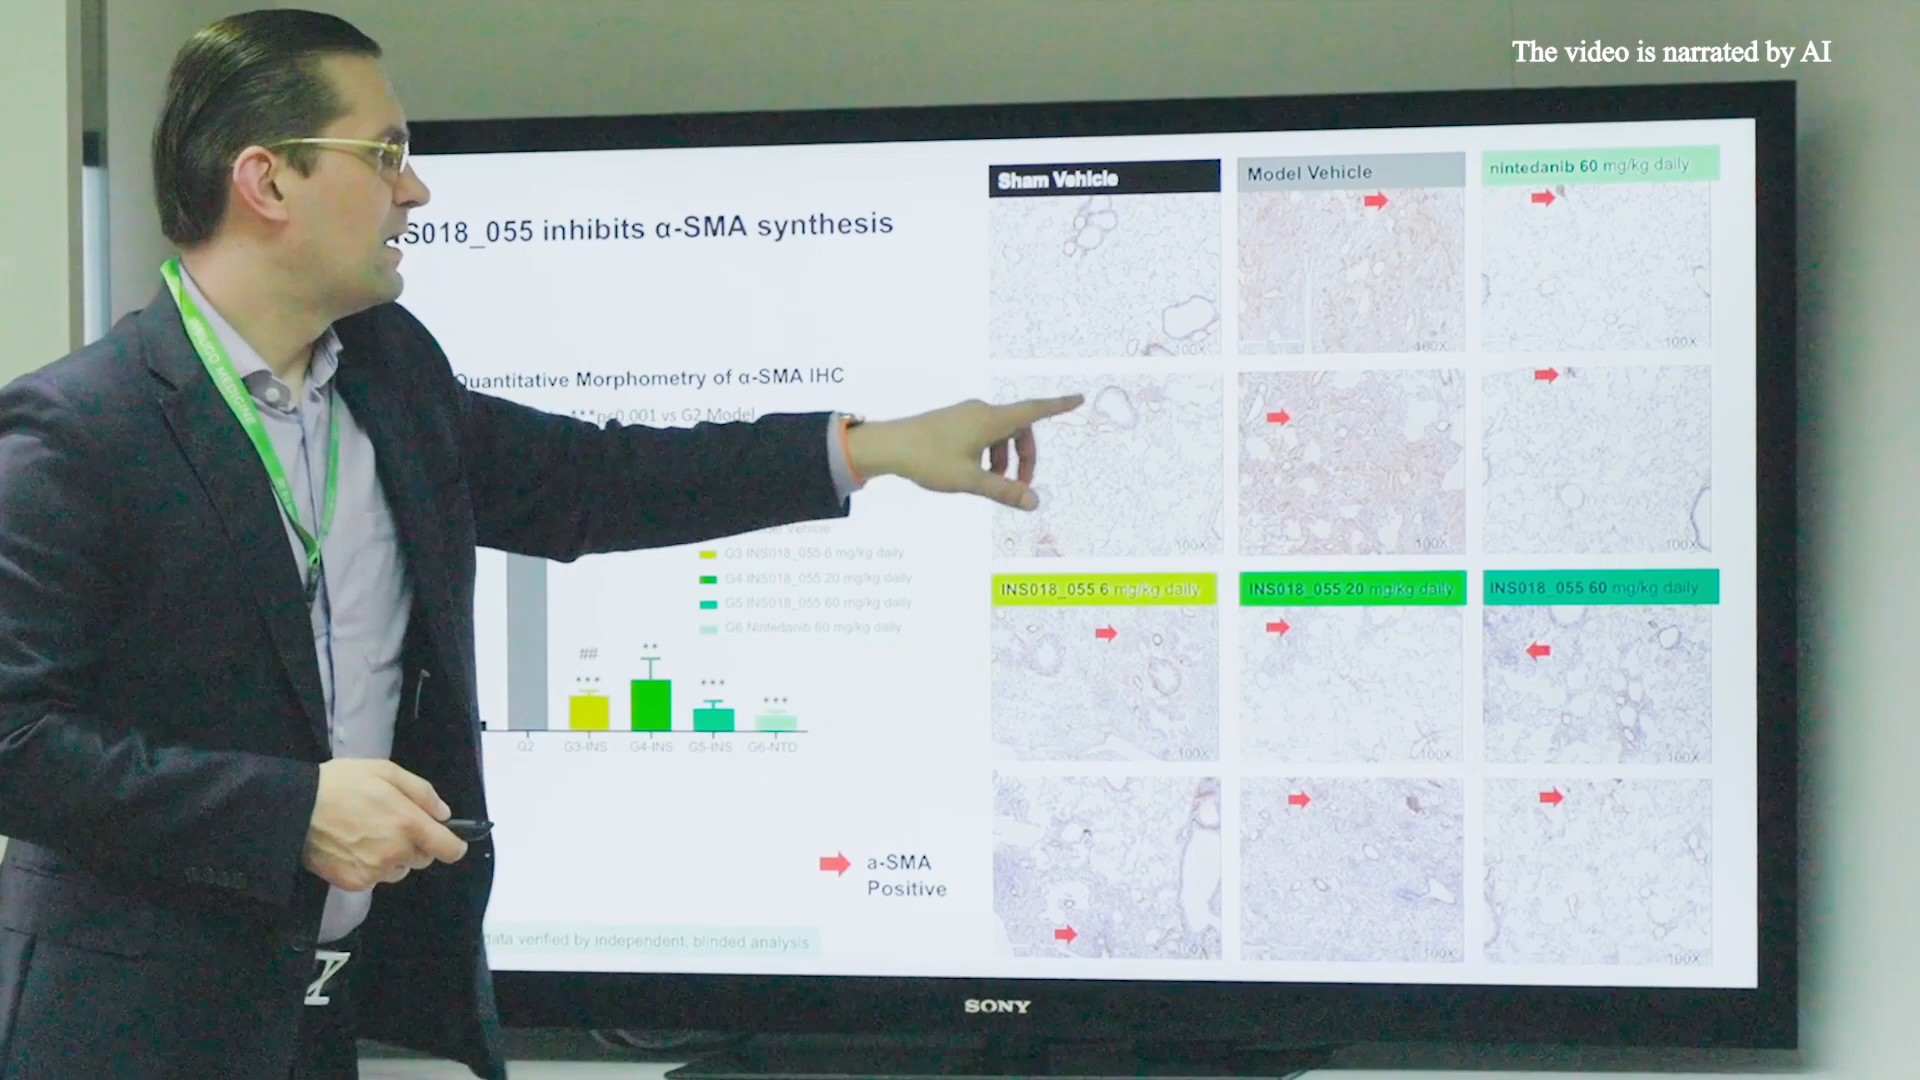 The video is narrated by AI
Sham Vehicle
Model Vehicle
nintedanib 60 mg/kg daily
S018_055 inhibits α-SMA synthesis
100X
100X
100X
Quantitative Morphometry of α-SMA IHC
***p<0.001 vs G2 Model
100X
100X
100X
Vehicle
G3 INS018_055 6 mg/kg daily
G4 INS018_055 20 mg/kg daily
G5 INS018_055 60 mg/kg daily
G6 Nintedanib 60 mg/kg daily
INS018_055 6 mg/kg daily
INS018_055 20 mg/kg daily
INS018_055 60 mg/kg daily
##
***
**
***
***
G2
G3-INS
G4-INS
G5-INS
G6-NTD
100X
100X
100X
a-SMA
Positive
data verified by independent, blinded analysis
100X
100X
100X
SONY
MEDICINE